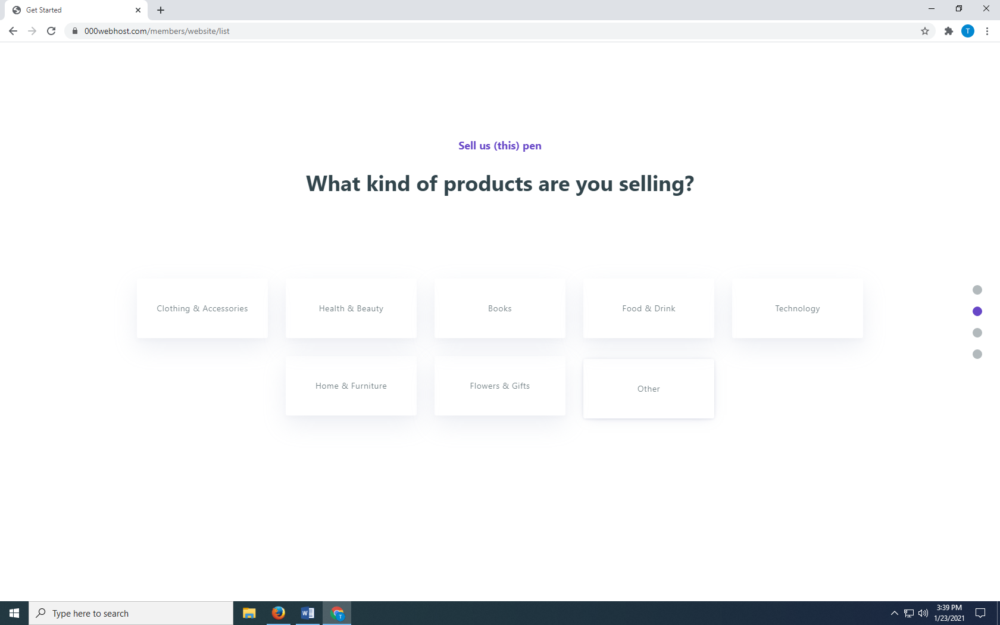 Get Started
000webhost.com/members/website/list
T
Sell us (this) pen
What kind of products are you selling?
Clothing & Accessories
Health & Beauty
Books
Food & Drink
Technology
Home & Furniture
Flowers & Gifts
Other
Type here to search
W
T
3:39 PM
1/23/2021